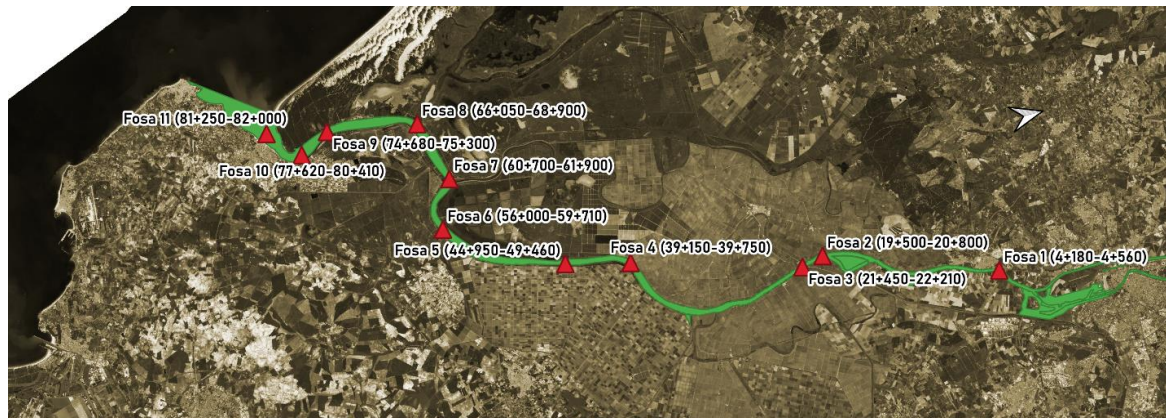 Fosa 8 (66+050-68+900)
Fosa 11 (81+250-82+000)
Fosa 9 (74+680-75+300)
Fosa 10 (77+620-80+410)
Fosa 7 (60+700-61+900)
Fosa 6 (56+000-59+710)
Fosa 5 (44+950-49+460)
Fosa 4 (39+150-39+750)
Fosa 2 (19+500-20+800)
Fosa 1 (4+180-4+560)
Fosa 3 (21+450-22+210)